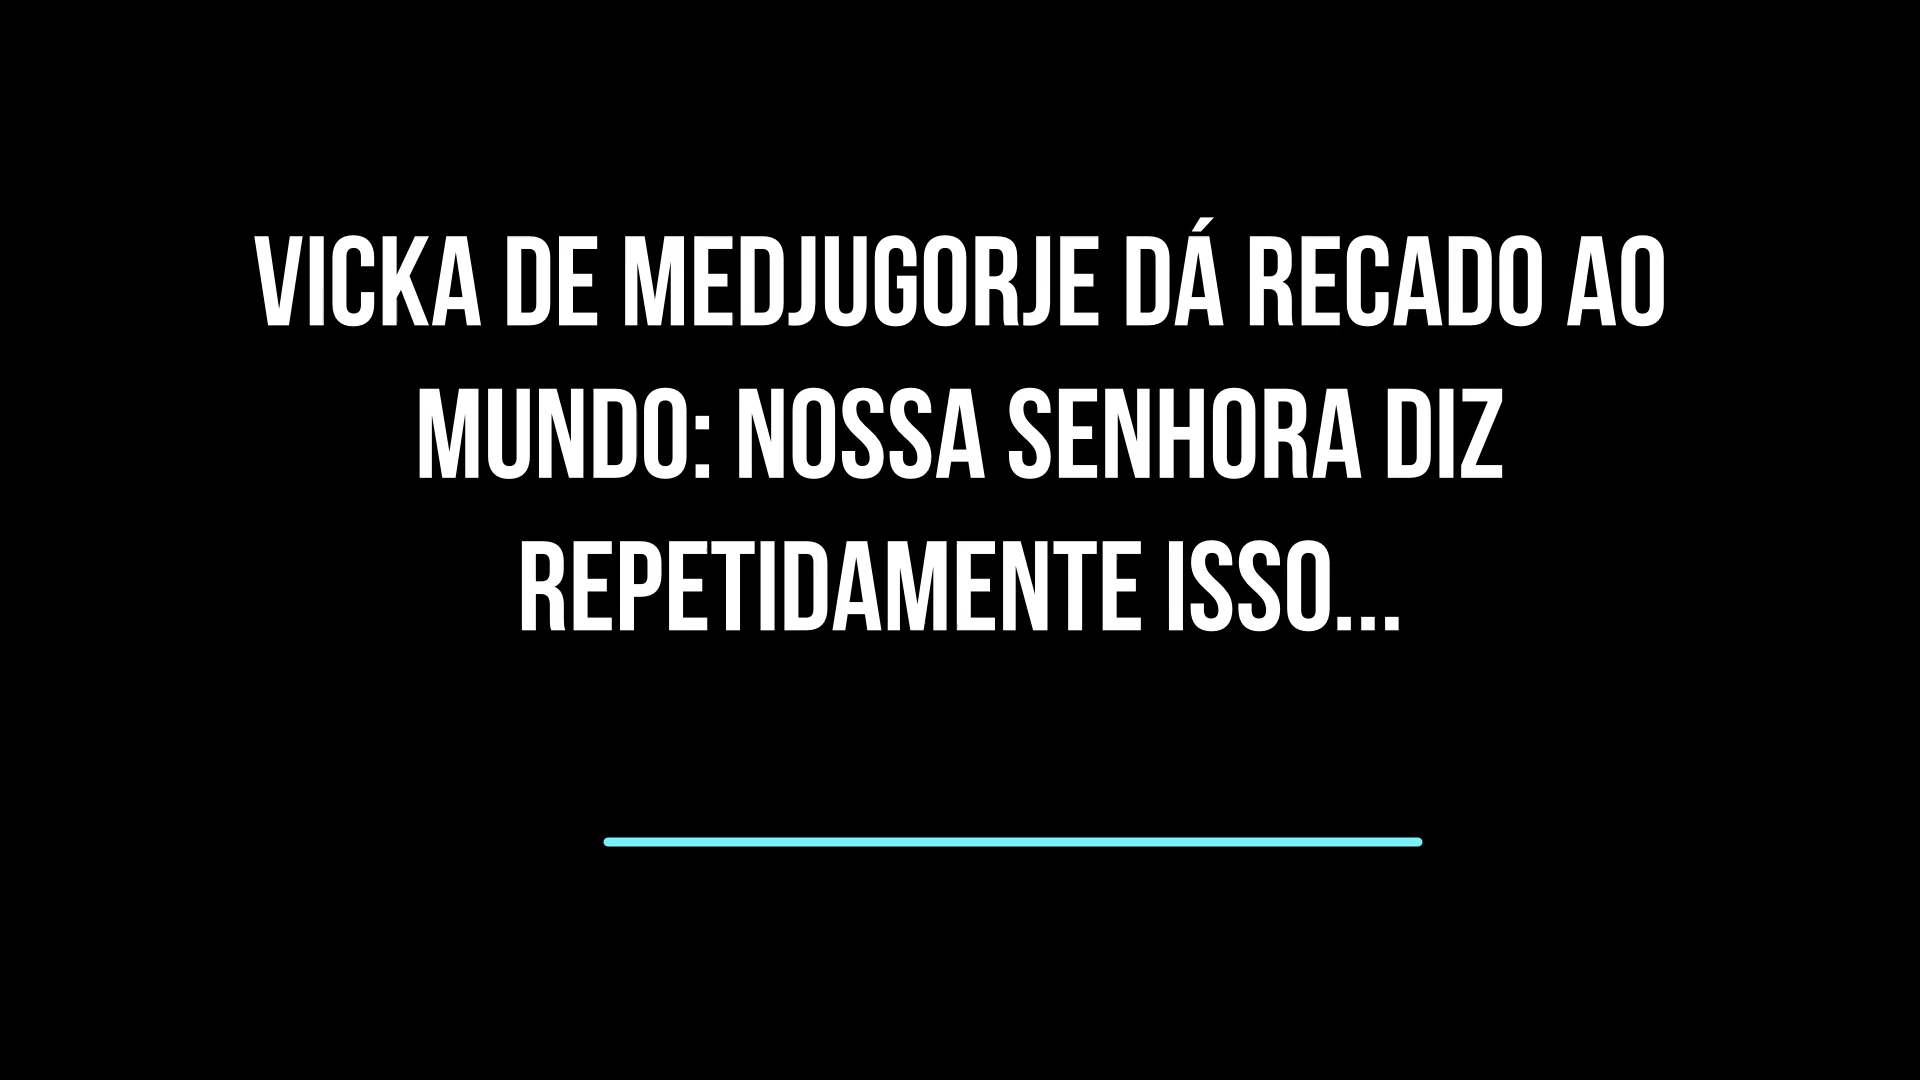 VICKA DE MEDJUGORJE DÁ RECADO AO
MUNDO: NOSSA SENHORA DIZ
REPETIDAMENTE ISSO...